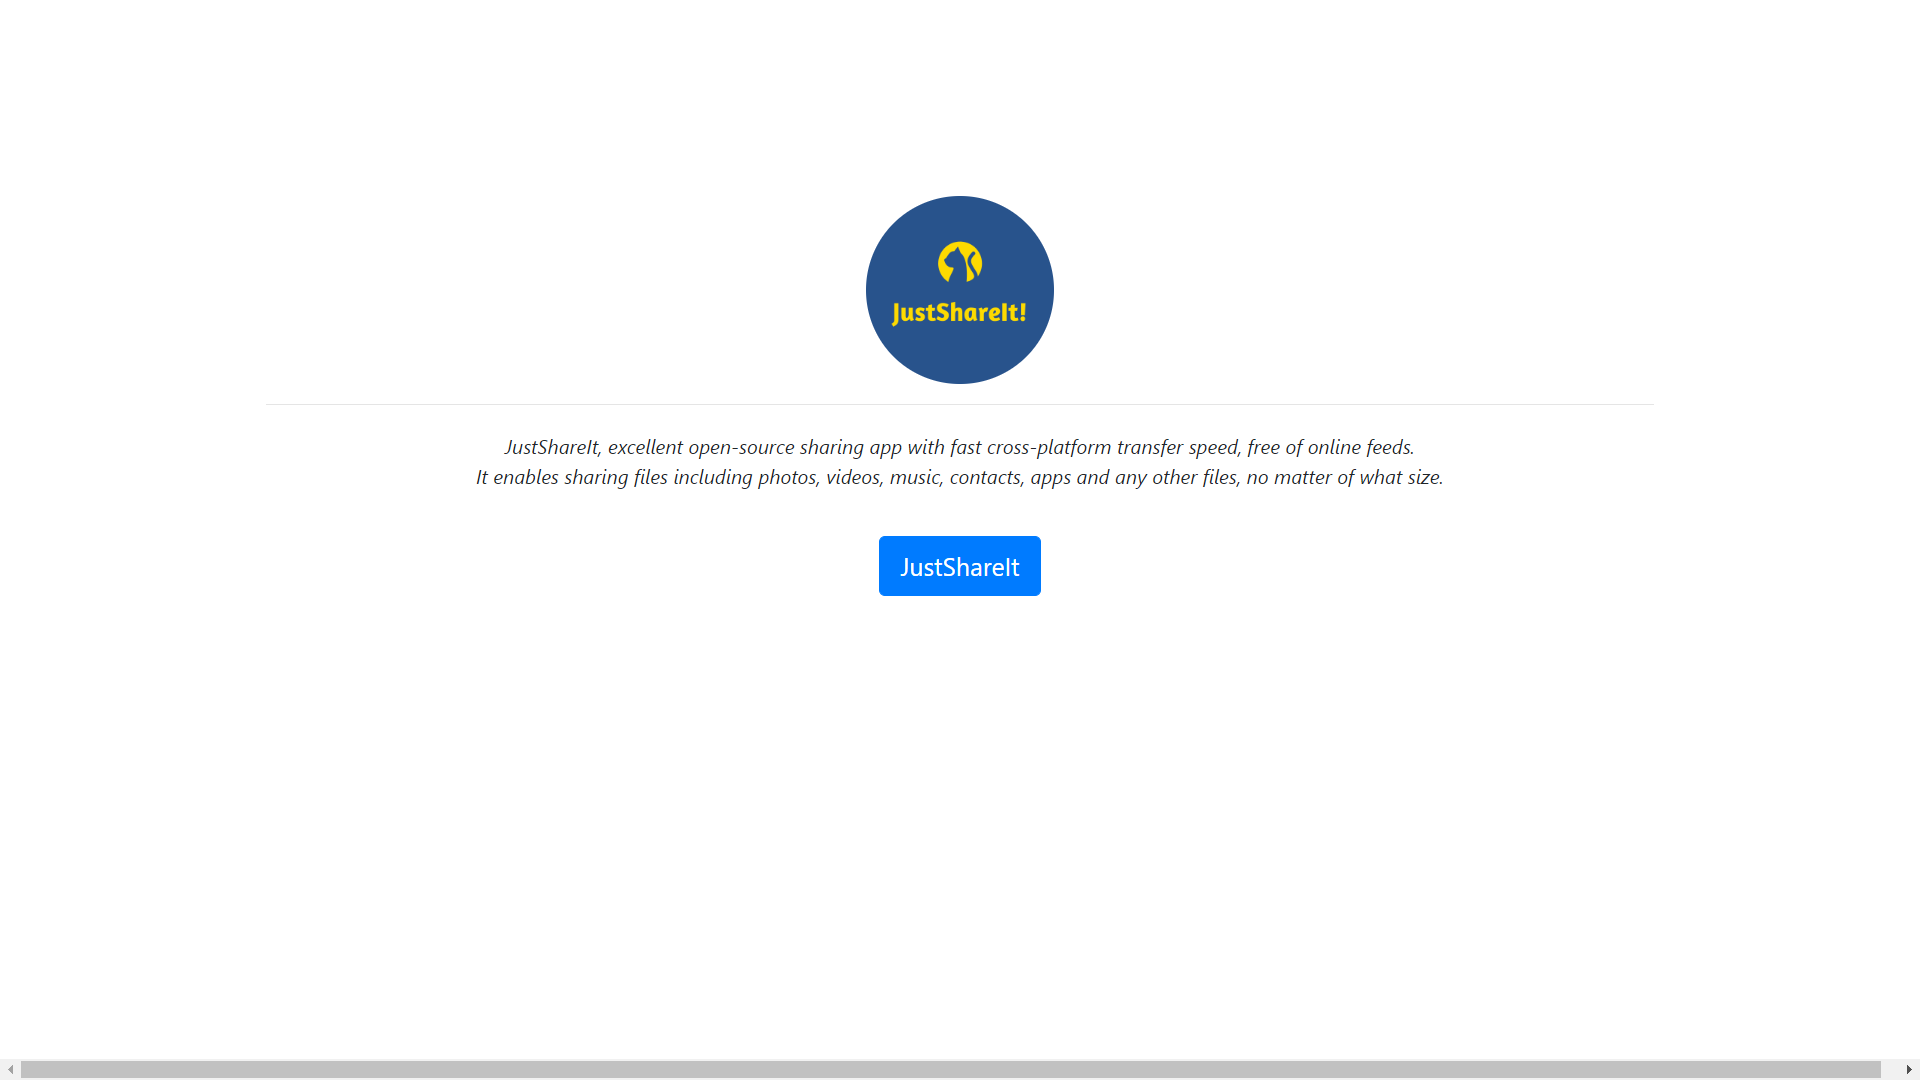 JustShareIt!
JustShareIt, excellent open-source sharing app with fast cross-platform transfer speed, free of online feeds.
It enables sharing files including photos, videos, music, contacts, apps and any other files, no matter of what size.
JustShareIt